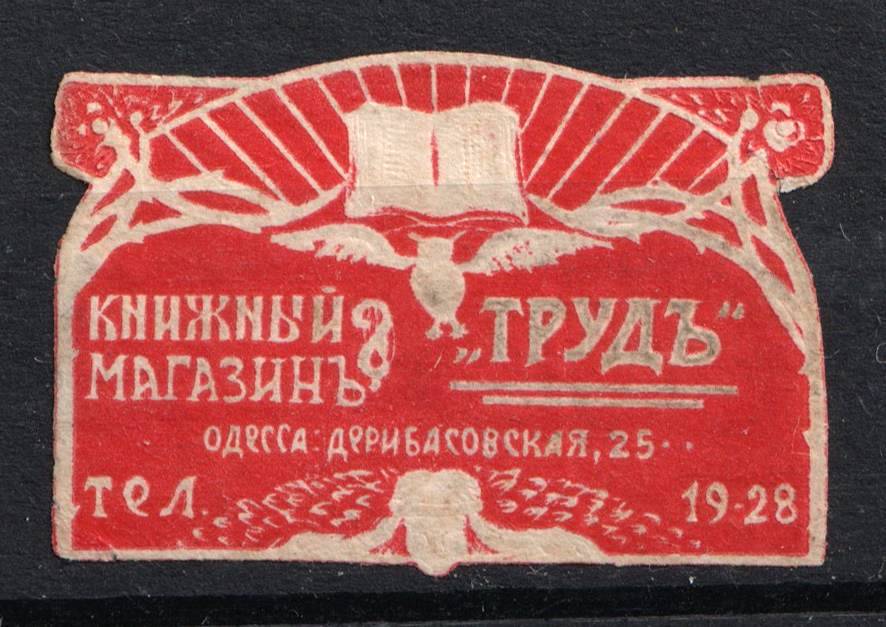 КНИЖНЫЙ
МАГАЗИНЪ
„ТРУДЪ“
ОДЕССА: ДЕРИБАСОВСКАЯ, 25..
ТЕЛ. 19-28